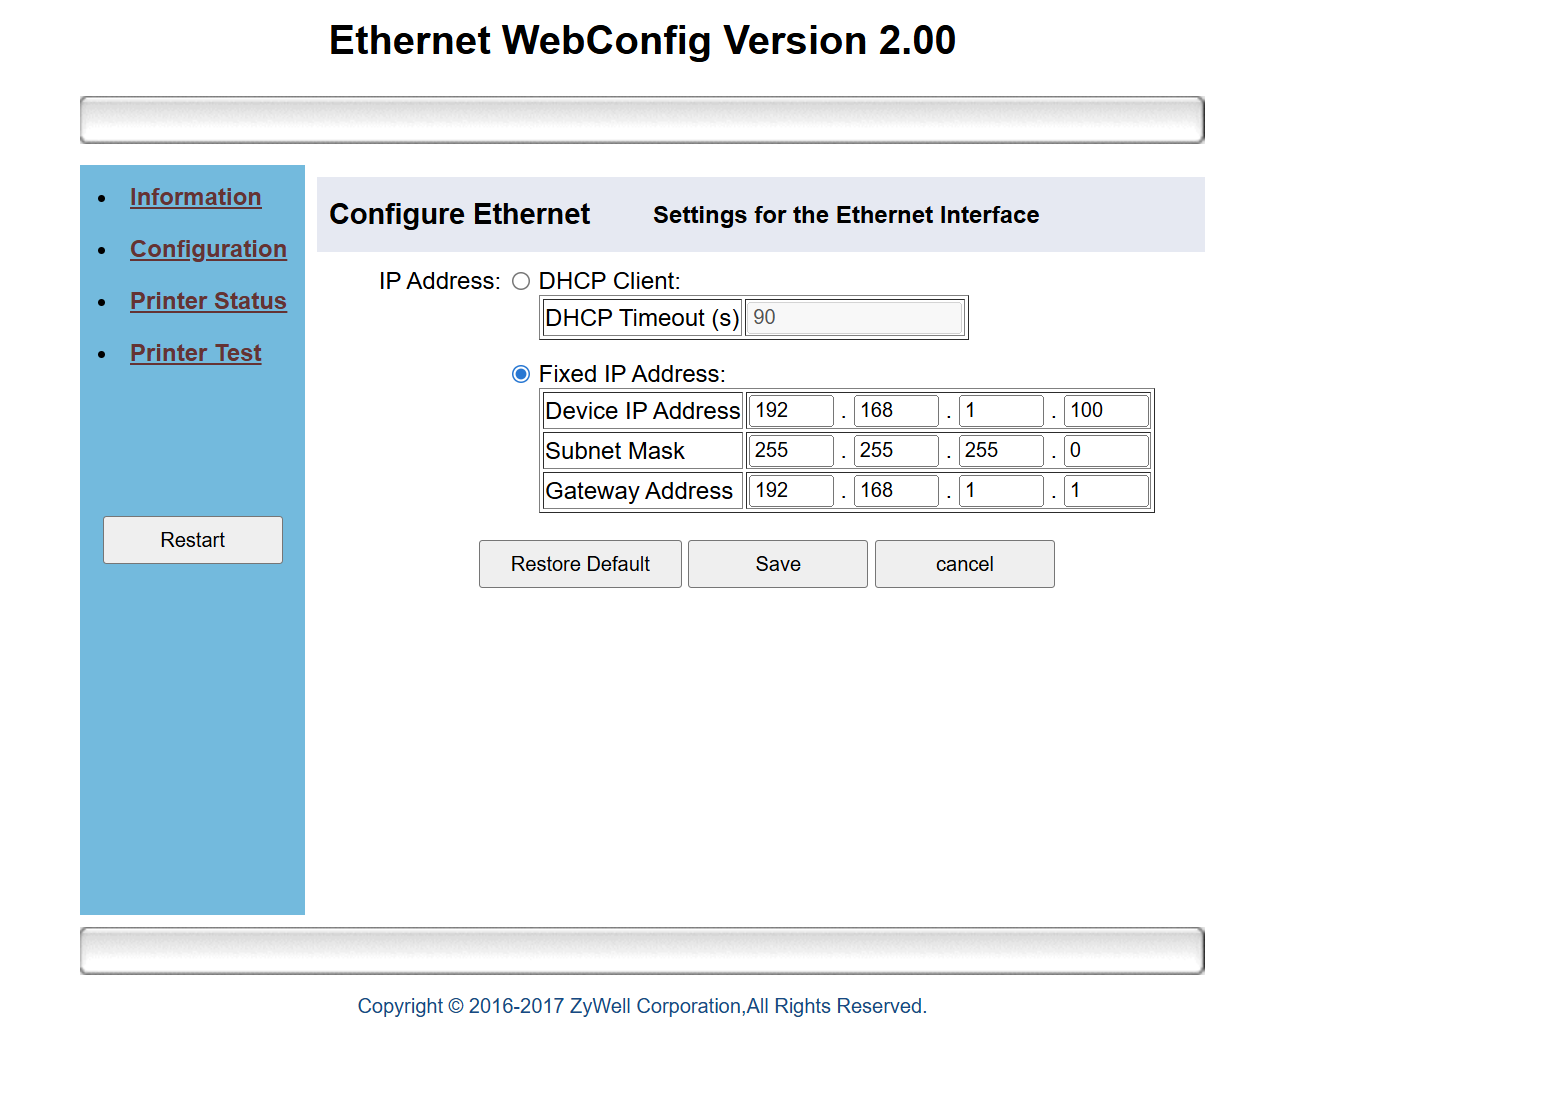 Ethernet WebConfig Version 2.00
Information
Configuration
Printer Status
Printer Test
Restart
Configure Ethernet Settings for the Ethernet Interface
IP Address: DHCP Client:
DHCP Timeout (s) 90
Fixed IP Address:
Device IP Address 192 . 168 . 1 . 100
Subnet Mask 255 . 255 . 255 . 0
Gateway Address 192 . 168 . 1 . 1
Restore Default Save cancel
Copyright © 2016-2017 ZyWell Corporation,All Rights Reserved.